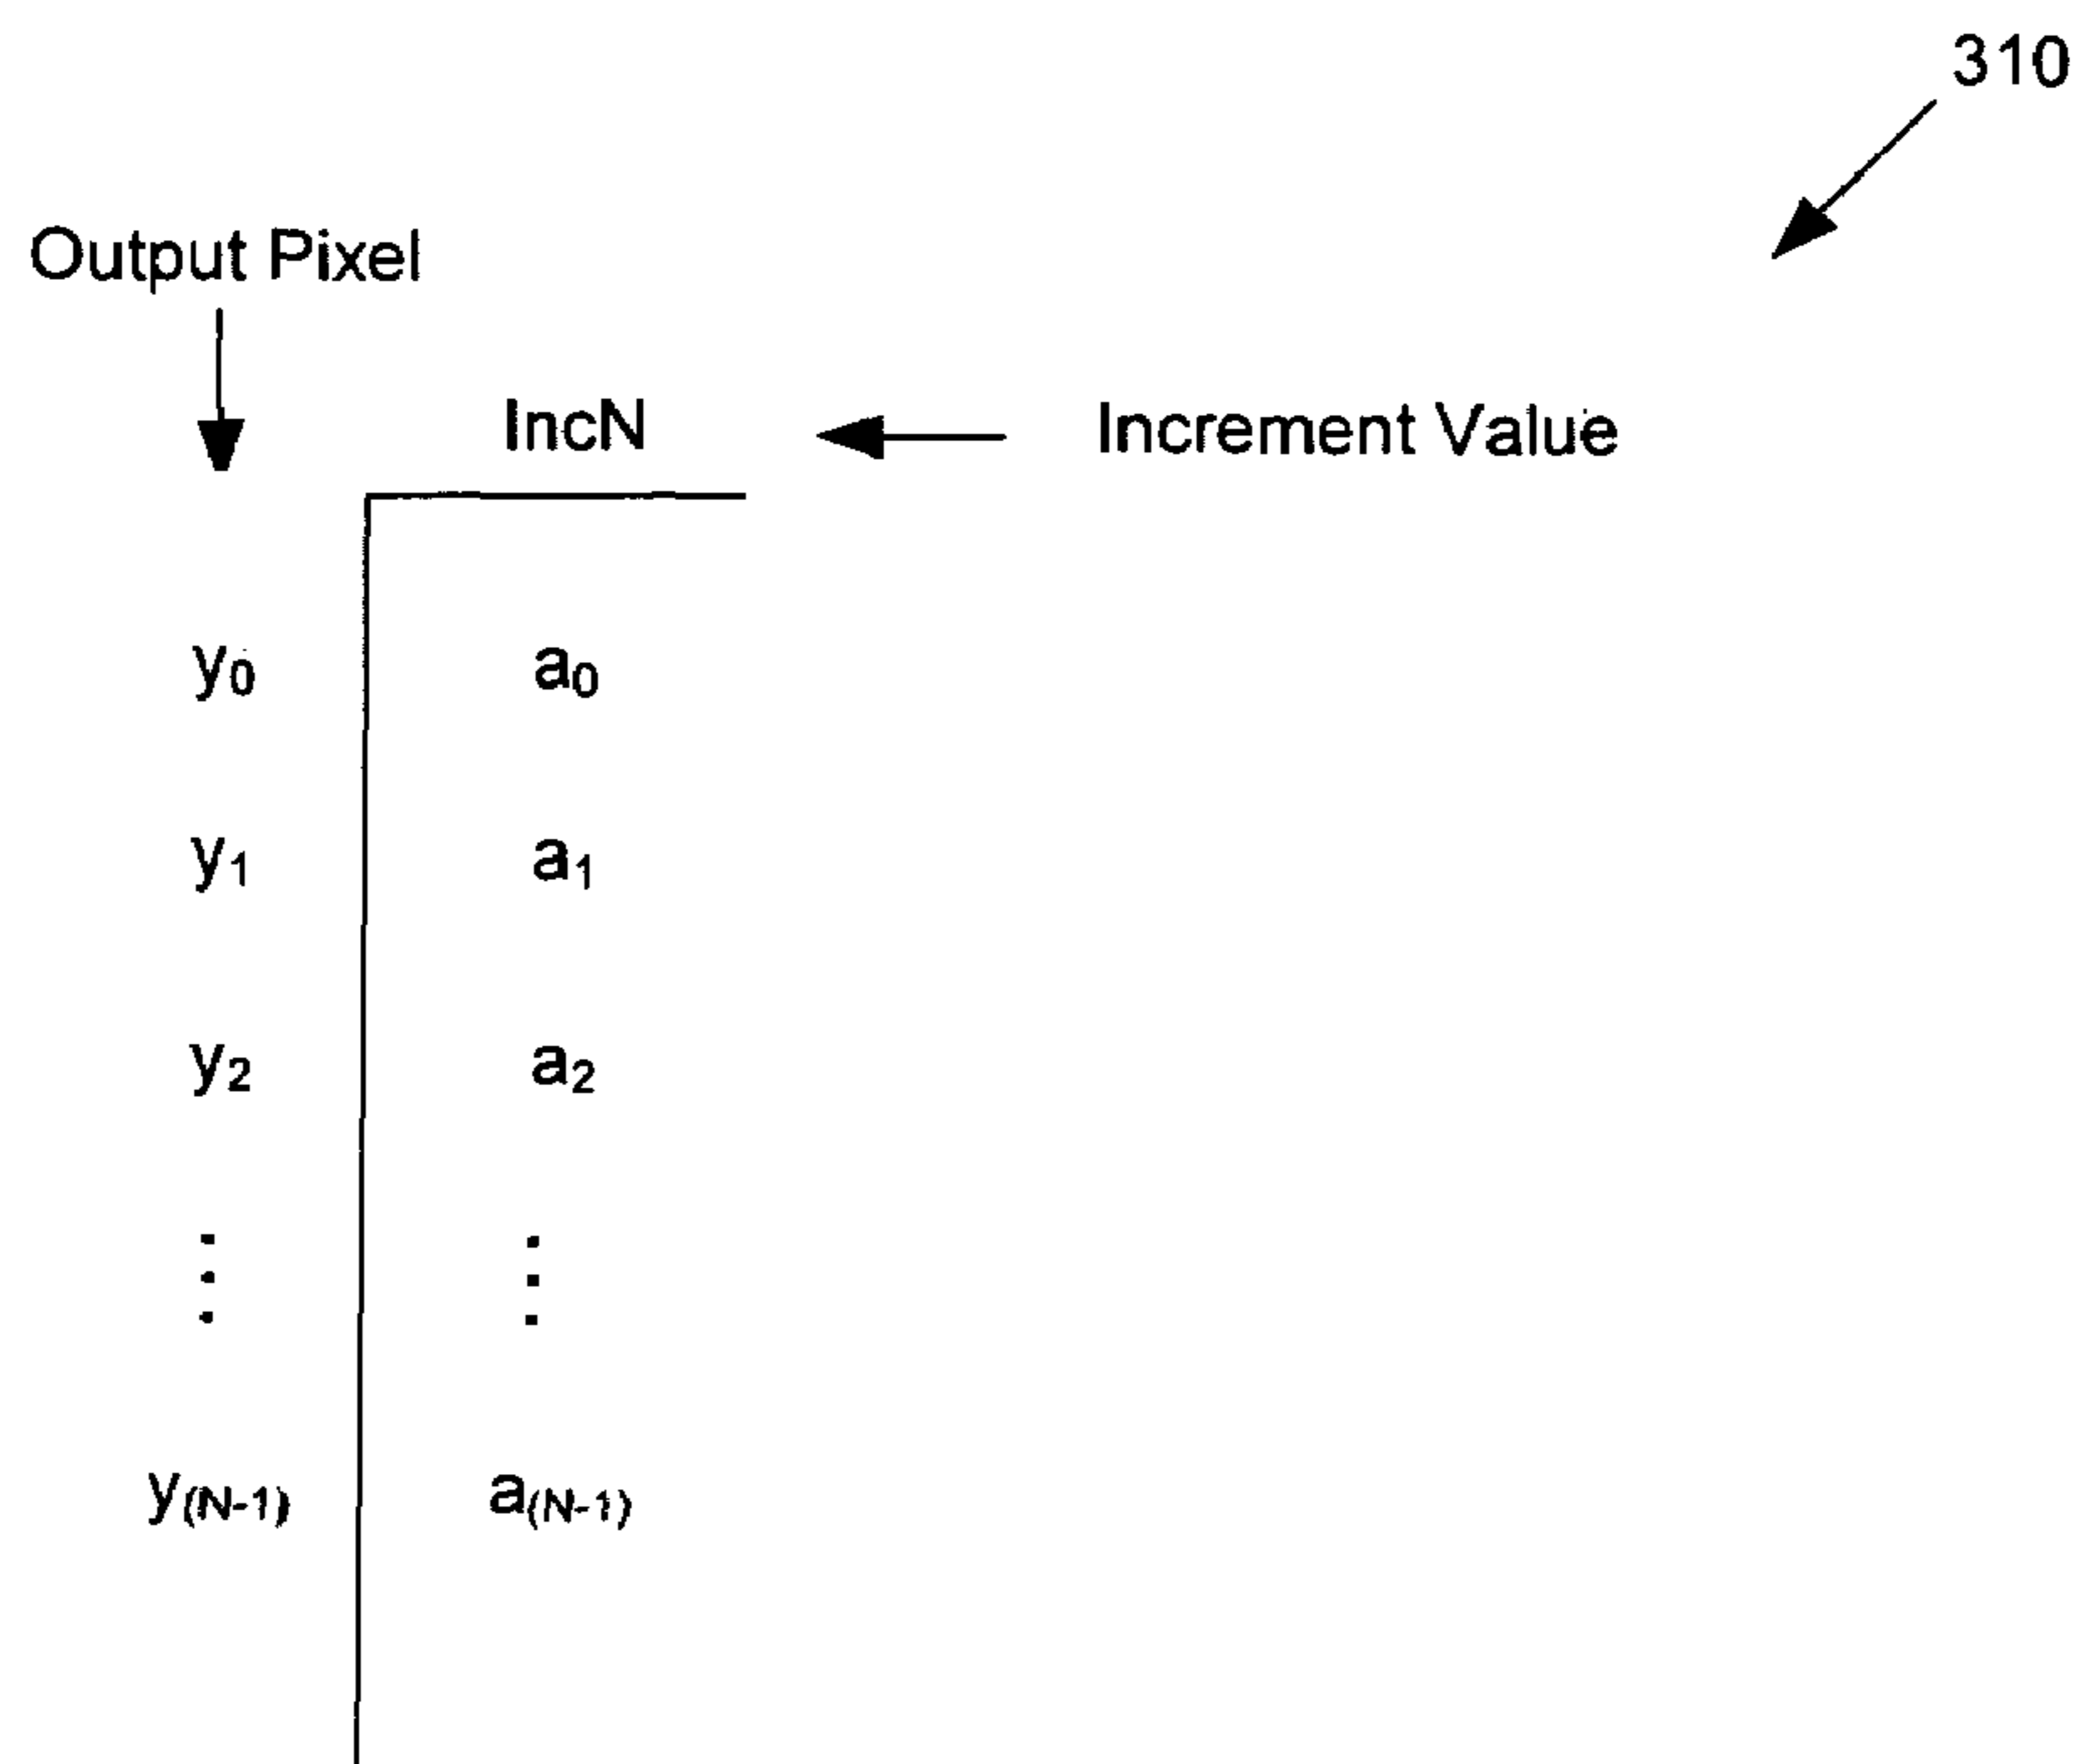 310
Output Pixel
IncN
Increment Value
y₀ a₀
y₁ a₁
y₂ a₂
⋮ ⋮
y₍N₋₁₎ a₍N₋₁₎